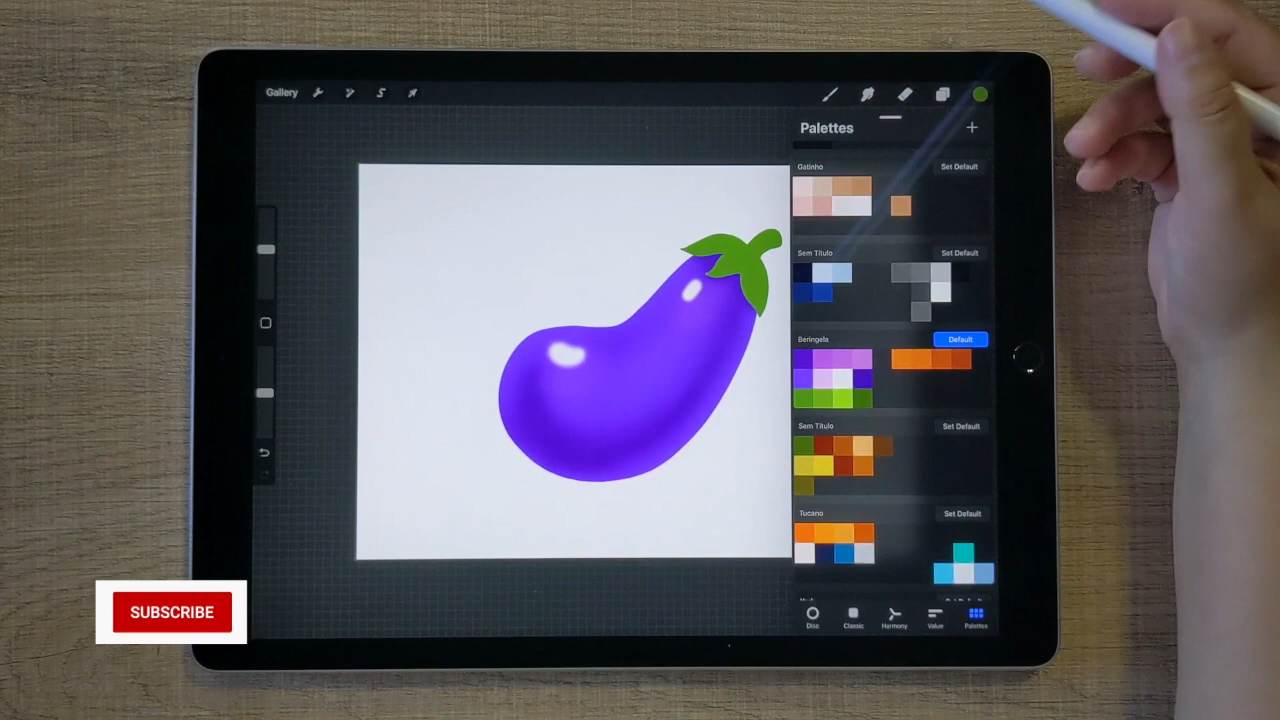 Gallery
Palettes
Gatinho
Set Default
Sem Título
Set Default
Beringela
Default
Sem Título
Set Default
Tucano
Set Default
Disc
Classic
Harmony
Value
Palettes
SUBSCRIBE